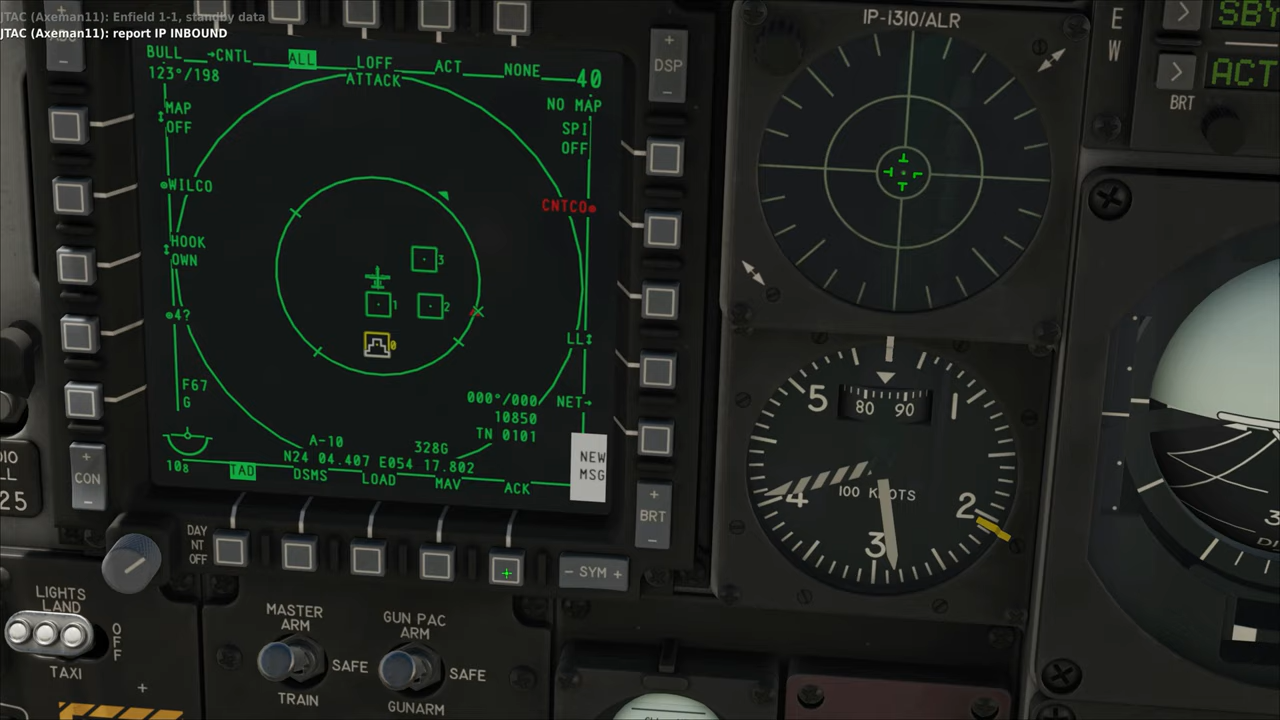 JTAC (Axeman11): Enfield 1-1, standby data
JTAC (Axeman11): report IP INBOUND
BULL →CNTL ALL LOFF ACT NONE 40
123°/198
ATTACK
NO MAP
MAP
OFF
SPI
OFF
WILCO
CNTCO
HOOK
OWN
3
1
2
4?
0
LL
F67
G
000°/000
NET→
10850
TN 0101
A-10
328G
N24 04.407 E054 17.802
NEW
MSG
108
TAD DSMS LOAD MAV ACK
DSP
CON
BRT
SYM
DAY
NT
OFF
LIGHTS
LAND
OFF
TAXI
MASTER
ARM
SAFE
TRAIN
GUN PAC
ARM
SAFE
GUNARM
25
IP-1310/ALR
E
W
SBY
ACT
BRT
5
1
80 90
4
100 KNOTS
2
3
3